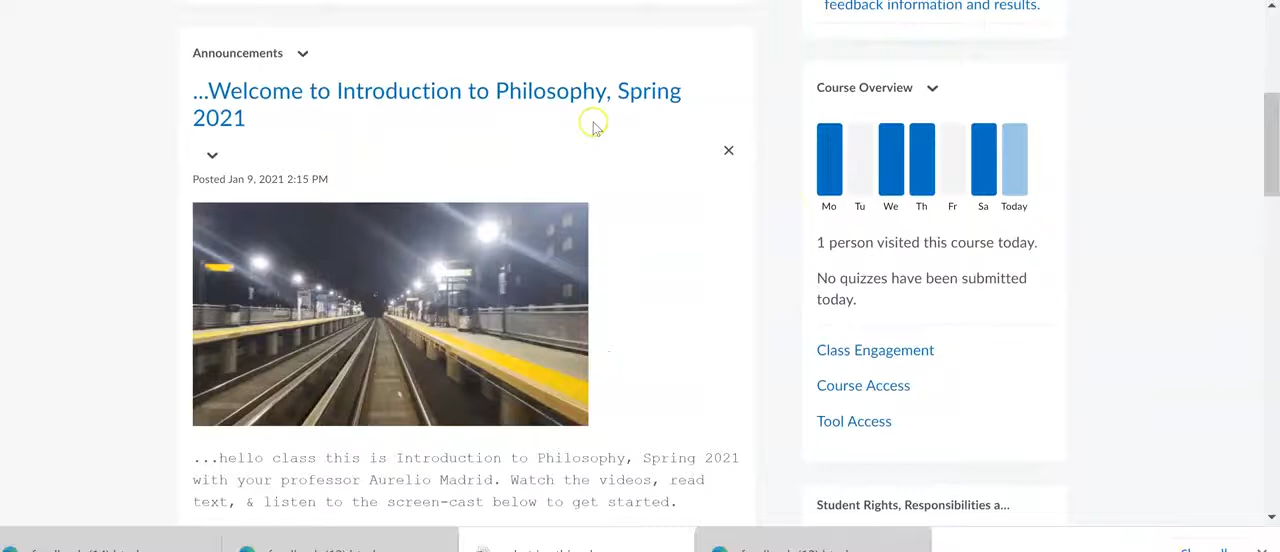 feedback information and results.
Announcements
...Welcome to Introduction to Philosophy, Spring
2021
Posted Jan 9, 2021 2:15 PM
...hello class this is Introduction to Philosophy, Spring 2021
with your professor Aurelio Madrid. Watch the videos, read
text, & listen to the screen-cast below to get started.
Course Overview
Mo Tu We Th Fr Sa Today
1 person visited this course today.
No quizzes have been submitted
today.
Class Engagement
Course Access
Tool Access
Student Rights, Responsibilities a...